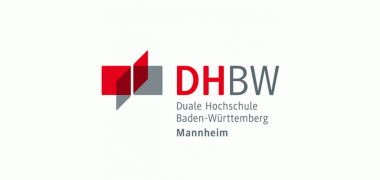 DHBW
Duale Hochschule
Baden-Württemberg
Mannheim